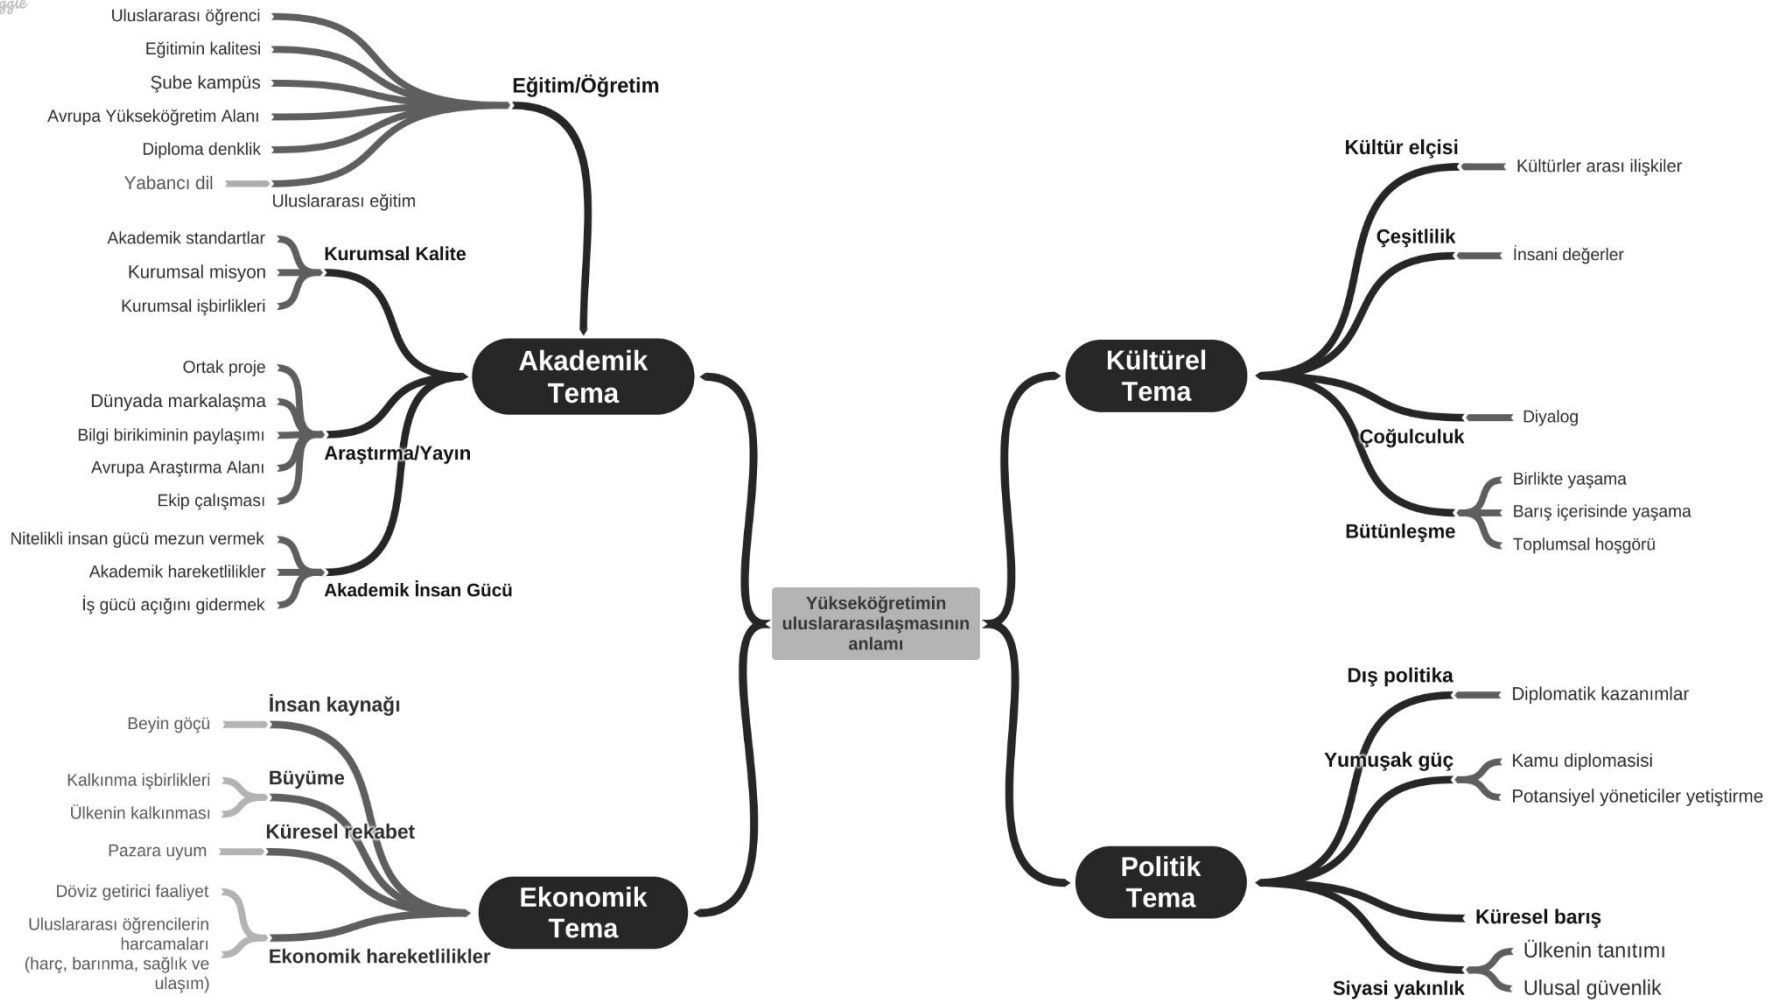 Uluslararası öğrenci
Eğitimin kalitesi
Şube kampüs
Avrupa Yükseköğretim Alanı
Diploma denklik
Yabancı dil
Uluslararası eğitim
Eğitim/Öğretim
Akademik standartlar
Kurumsal misyon
Kurumsal işbirlikleri
Kurumsal Kalite
Ortak proje
Dünyada markalaşma
Bilgi birikiminin paylaşımı
Avrupa Araştırma Alanı
Ekip çalışması
Araştırma/Yayın
Nitelikli insan gücü mezun vermek
Akademik hareketlilikler
İş gücü açığını gidermek
Akademik İnsan Gücü
Akademik
Tema
Beyin göçü
İnsan kaynağı
Kalkınma işbirlikleri
Ülkenin kalkınması
Büyüme
Pazara uyum
Küresel rekabet
Döviz getirici faaliyet
Uluslararası öğrencilerin
harcamaları
(harç, barınma, sağlık ve
ulaşım)
Ekonomik hareketlilikler
Ekonomik
Tema
Yükseköğretimin
uluslararasılaşmasının
anlamı
Kültürel
Tema
Kültür elçisi
Kültürler arası ilişkiler
Çeşitlilik
İnsani değerler
Çoğulculuk
Diyalog
Bütünleşme
Birlikte yaşama
Barış içerisinde yaşama
Toplumsal hoşgörü
Politik
Tema
Dış politika
Diplomatik kazanımlar
Yumuşak güç
Kamu diplomasisi
Potansiyel yöneticiler yetiştirme
Küresel barış
Siyasi yakınlık
Ülkenin tanıtımı
Ulusal güvenlik